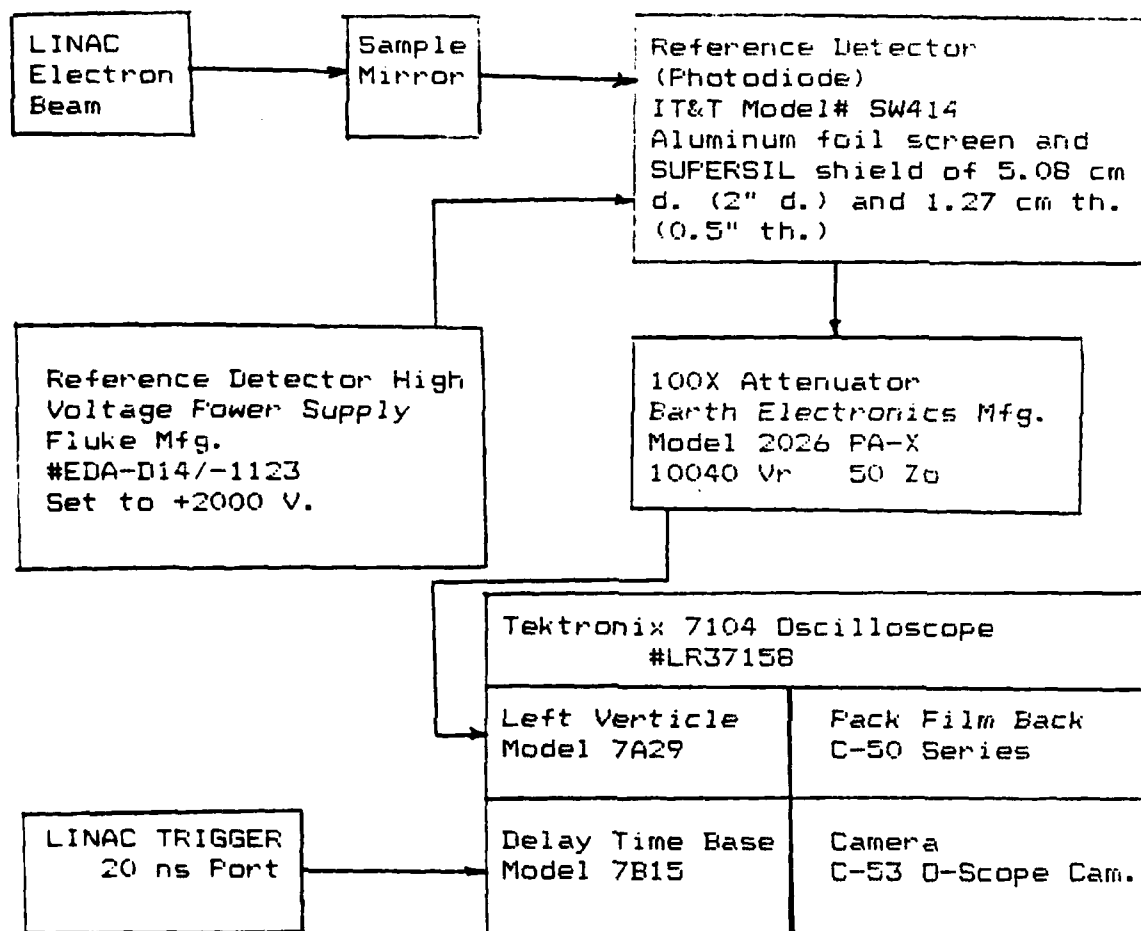 LINAC
Electron
Beam
Sample
Mirror
Reference Detector
(Photodiode)
IT&T Model# SW414
Aluminum foil screen and
SUPERSIL shield of 5.08 cm
d. (2" d.) and 1.27 cm th.
(0.5" th.)
Reference Detector High
Voltage Power Supply
Fluke Mfg.
#EDA-D14/-1123
Set to +2000 V.
100X Attenuator
Barth Electronics Mfg.
Model 2026 PA-X
10040 Vr 50 Zo
Tektronix 7104 Oscilloscope
#LR37158
Left Verticle
Model 7A29
Pack Film Back
C-50 Series
LINAC TRIGGER
20 ns Port
Delay Time Base
Model 7B15
Camera
C-53 O-Scope Cam.